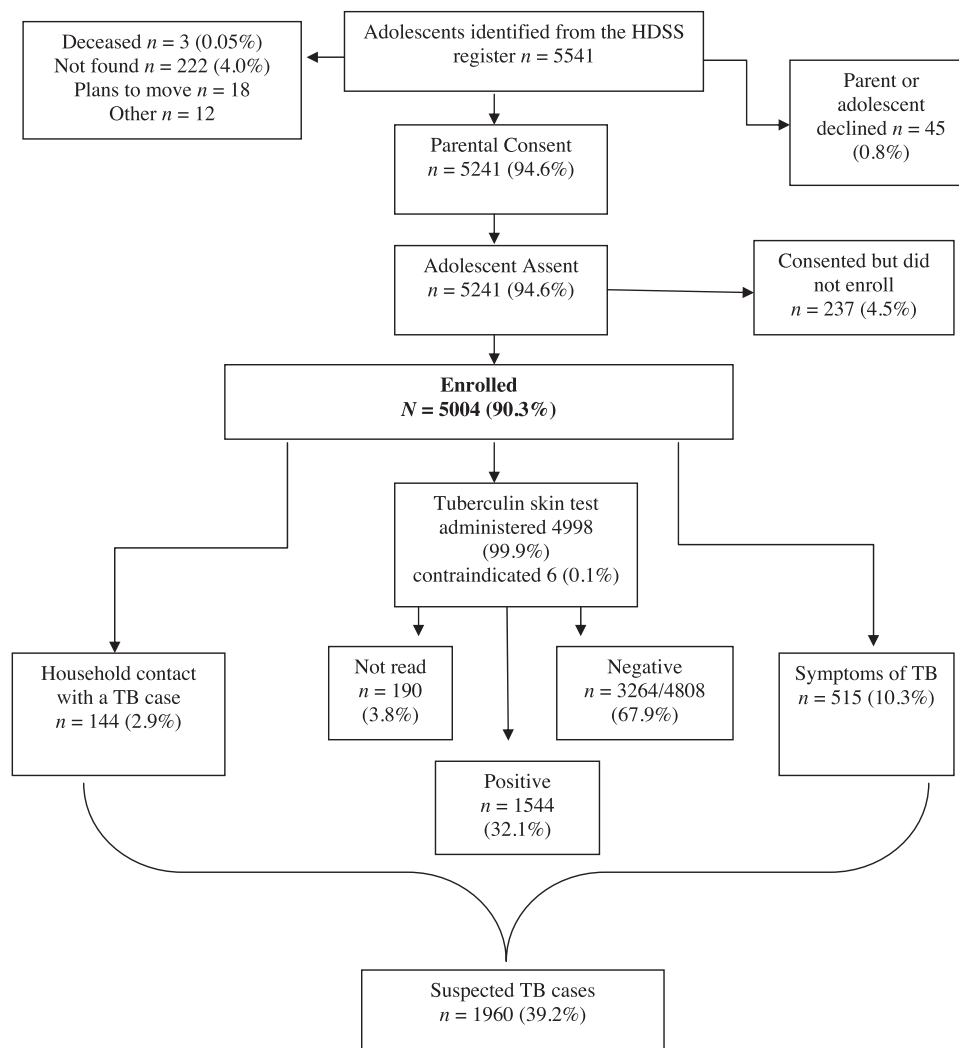 Deceased n = 3 (0.05%)
Not found n = 222 (4.0%)
Plans to move n = 18
Other n = 12
Adolescents identified from the HDSS
register n = 5541
Parent or
adolescent
declined n = 45
(0.8%)
Parental Consent
n = 5241 (94.6%)
Adolescent Assent
n = 5241 (94.6%)
Consented but did
not enroll
n = 237 (4.5%)
Enrolled
N = 5004 (90.3%)
Tuberculin skin test
administered 4998
(99.9%)
contraindicated 6 (0.1%)
Household contact
with a TB case
n = 144 (2.9%)
Not read
n = 190
(3.8%)
Negative
n = 3264/4808
(67.9%)
Symptoms of TB
n = 515 (10.3%)
Positive
n = 1544
(32.1%)
Suspected TB cases
n = 1960 (39.2%)